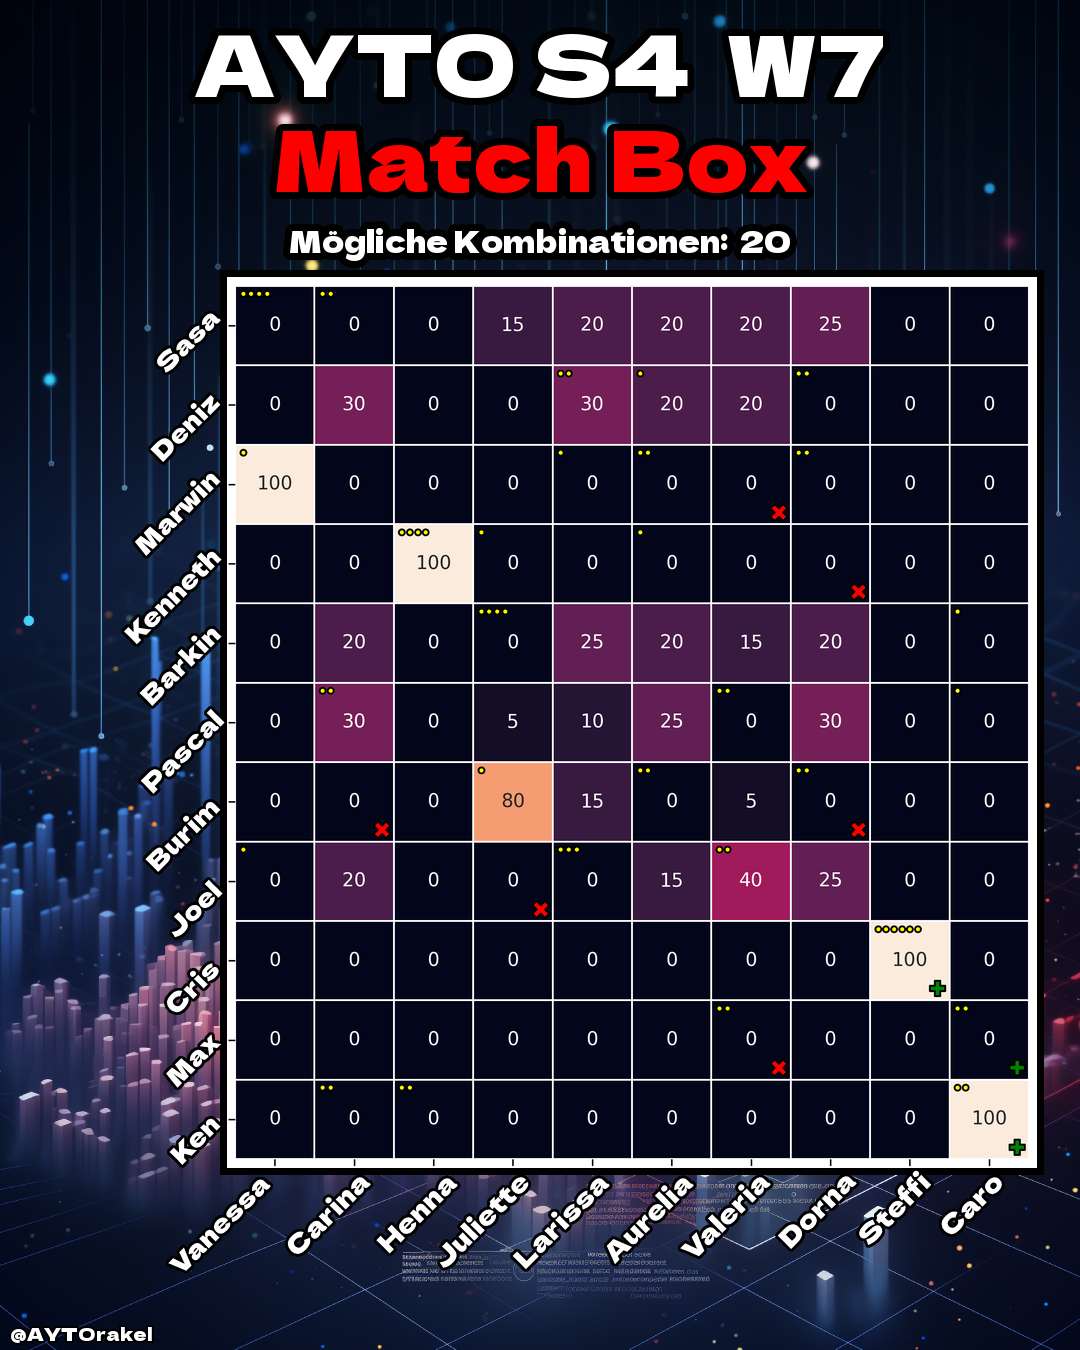 AYTO S4 W7
Match Box
Mögliche Kombinationen: 20
Sasa 0 0 0 15 20 20 20 25 0 0
Deniz 0 30 0 0 30 20 20 0 0 0
Marwin 100 0 0 0 0 0 0 0 0 0
Kenneth 0 0 100 0 0 0 0 0 0 0
Barkin 0 20 0 0 25 20 15 20 0 0
Pascal 0 30 0 5 10 25 0 30 0 0
Burim 0 0 0 80 15 0 5 0 0 0
Joel 0 20 0 0 0 15 40 25 0 0
Cris 0 0 0 0 0 0 0 0 100 0
Max 0 0 0 0 0 0 0 0 0 0
Ken 0 0 0 0 0 0 0 0 0 100
Vanessa Carina Henna Juliette Larissa Aurelia Valeria Dorna Steffi Caro
@AYTOrakel